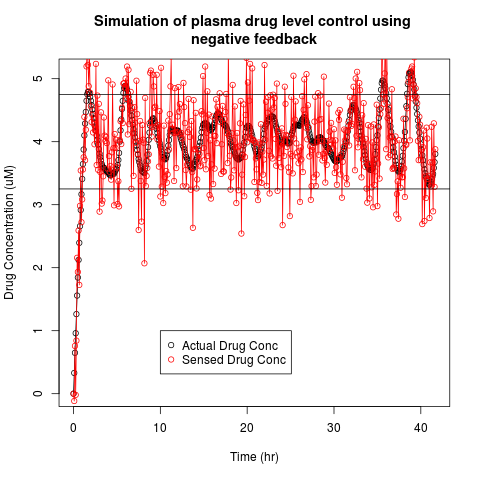 Simulation of plasma drug level control using
negative feedback
Drug Concentration (uM)
5
4
3
2
1
0
Actual Drug Conc
Sensed Drug Conc
0 10 20 30 40
Time (hr)